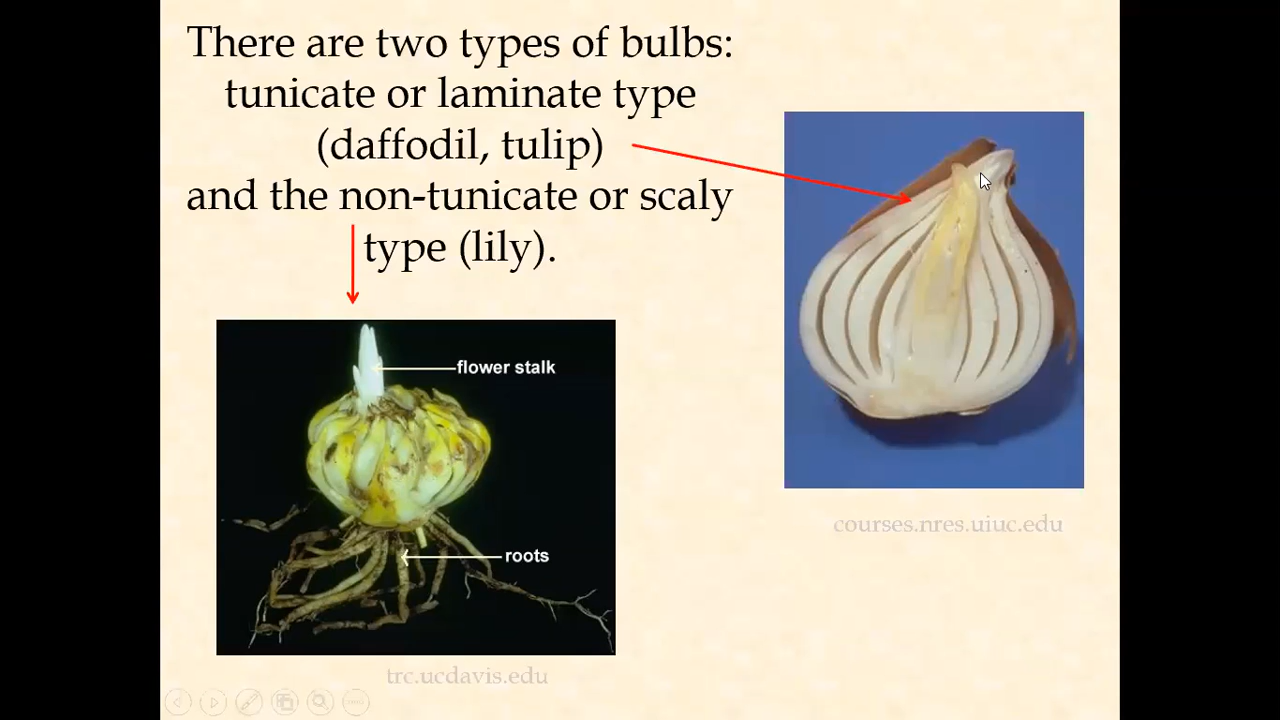 There are two types of bulbs:
tunicate or laminate type
(daffodil, tulip)
and the non-tunicate or scaly
type (lily).
flower stalk
roots
courses.nres.uiuc.edu
trc.ucdavis.edu